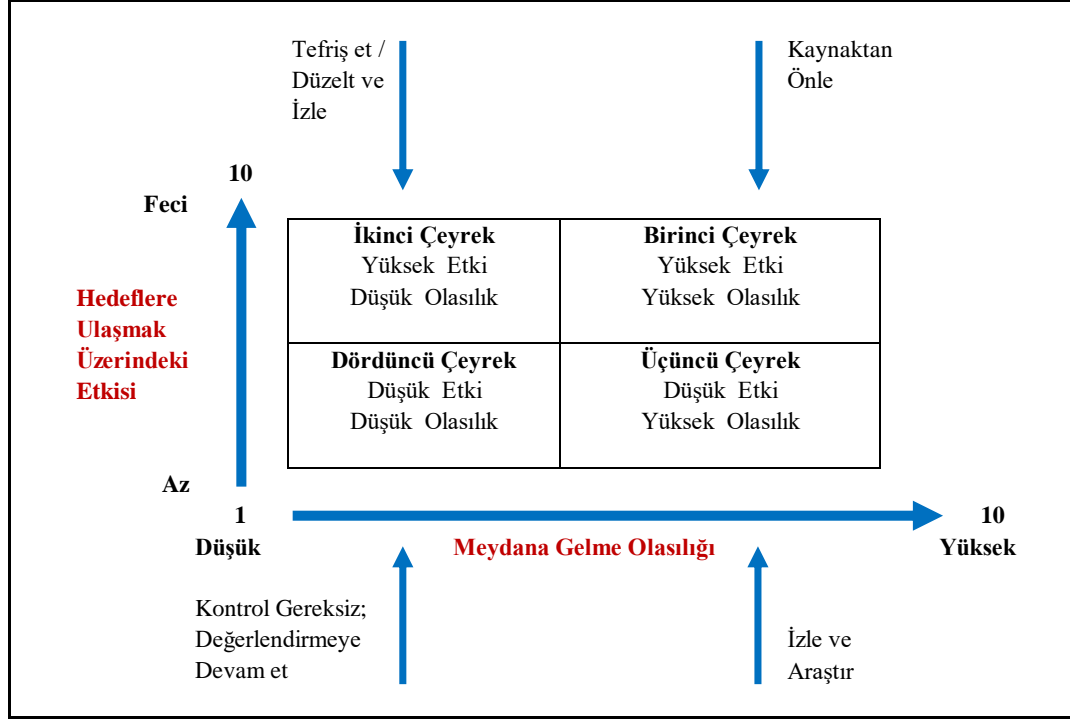 Tefriş et /
Düzelt ve
İzle
Kaynaktan
Önle
10
Feci
Hedeflere
Ulaşmak
Üzerindeki
Etkisi
İkinci Çeyrek
Yüksek Etki
Düşük Olasılık
Birinci Çeyrek
Yüksek Etki
Yüksek Olasılık
Dördüncü Çeyrek
Düşük Etki
Düşük Olasılık
Üçüncü Çeyrek
Düşük Etki
Yüksek Olasılık
Az
1
Düşük
Meydana Gelme Olasılığı
10
Yüksek
Kontrol Gereksiz;
Değerlendirmeye
Devam et
İzle ve
Araştır